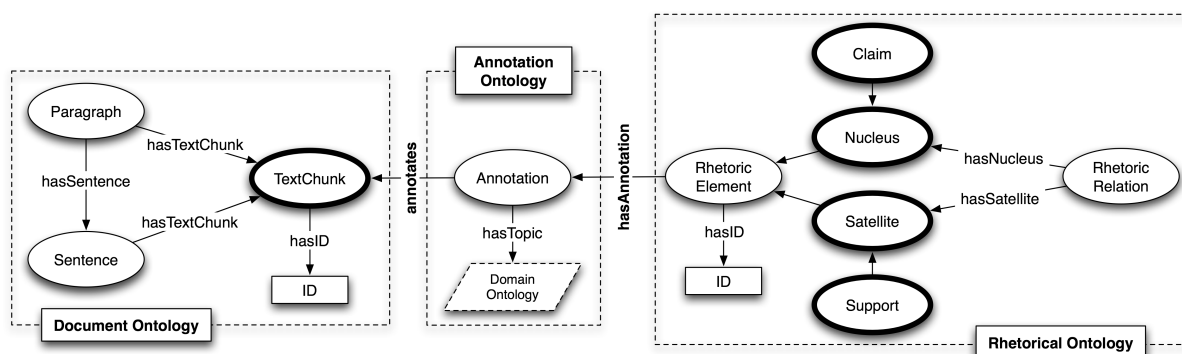 Paragraph
hasTextChunk
hasSentence
TextChunk
hasTextChunk
Sentence
hasID
ID
Document Ontology
annotates
Annotation
Ontology
Annotation
hasTopic
Domain
Ontology
hasAnnotation
Claim
Nucleus
hasNucleus
Rhetoric
Element
Rhetoric
Relation
hasSatellite
Satellite
hasID
ID
Support
Rhetorical Ontology